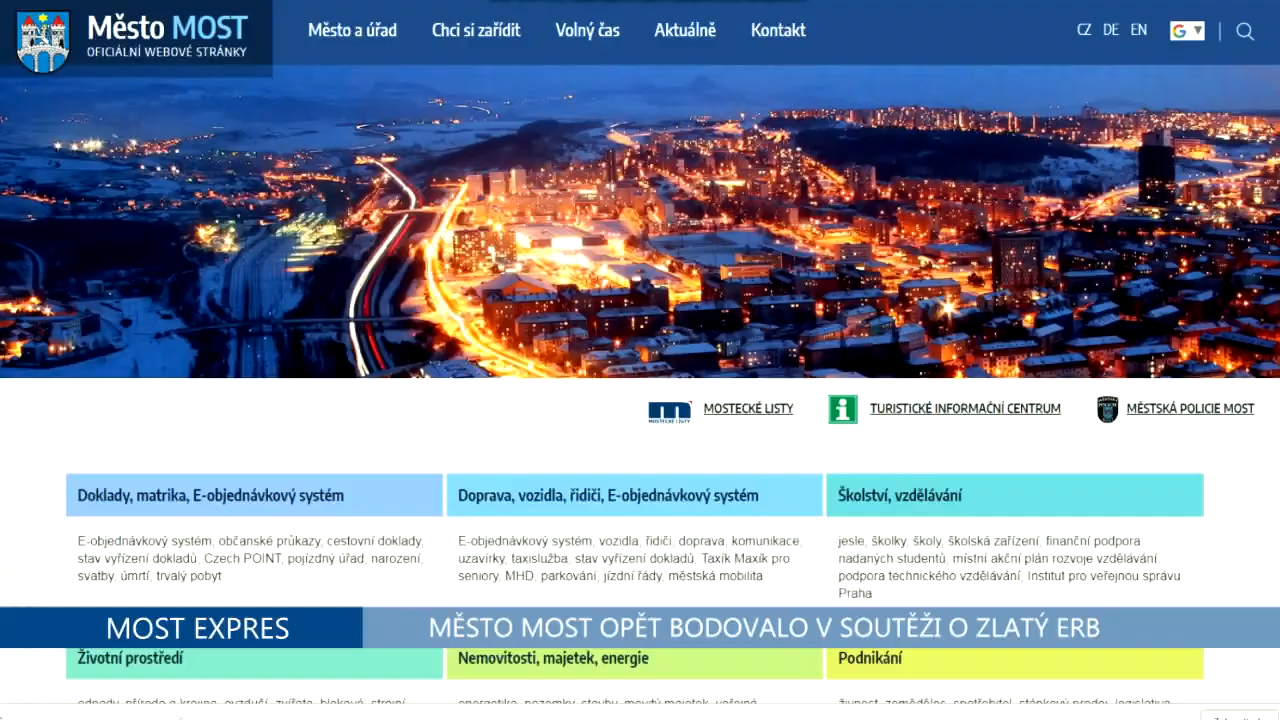 Město MOST
OFICIÁLNÍ WEBOVÉ STRÁNKY
Město a úřad
Chci si zařídit
Volný čas
Aktuálně
Kontakt
CZ DE EN
MOSTECKÉ LISTY
TURISTICKÉ INFORMAČNÍ CENTRUM
MĚSTSKÁ POLICIE MOST
Doklady, matrika, E-objednávkový systém
E-objednávkový systém, občanské průkazy, cestovní doklady,
stav vyřízení dokladů, Czech POINT, pojízdný úřad, narození,
svatby, úmrtí, trvalý pobyt
Doprava, vozidla, řidiči, E-objednávkový systém
E-objednávkový systém, vozidla, řidiči, doprava, komunikace,
uzavírky, taxislužba, stav vyřízení dokladů, Taxík Maxík pro
seniory, MHD, parkování, jízdní řády, městská mobilita
Školství, vzdělávání
jesle, školky, školy, školská zařízení, finanční podpora
nadaných studentů, místní akční plán rozvoje vzdělávání,
podpora technického vzdělávání, Institut pro veřejnou správu
Praha
MOST EXPRES
MĚSTO MOST OPĚT BODOVALO V SOUTĚŽI O ZLATÝ ERB
Životní prostředí
Nemovitosti, majetek, energie
Podnikání